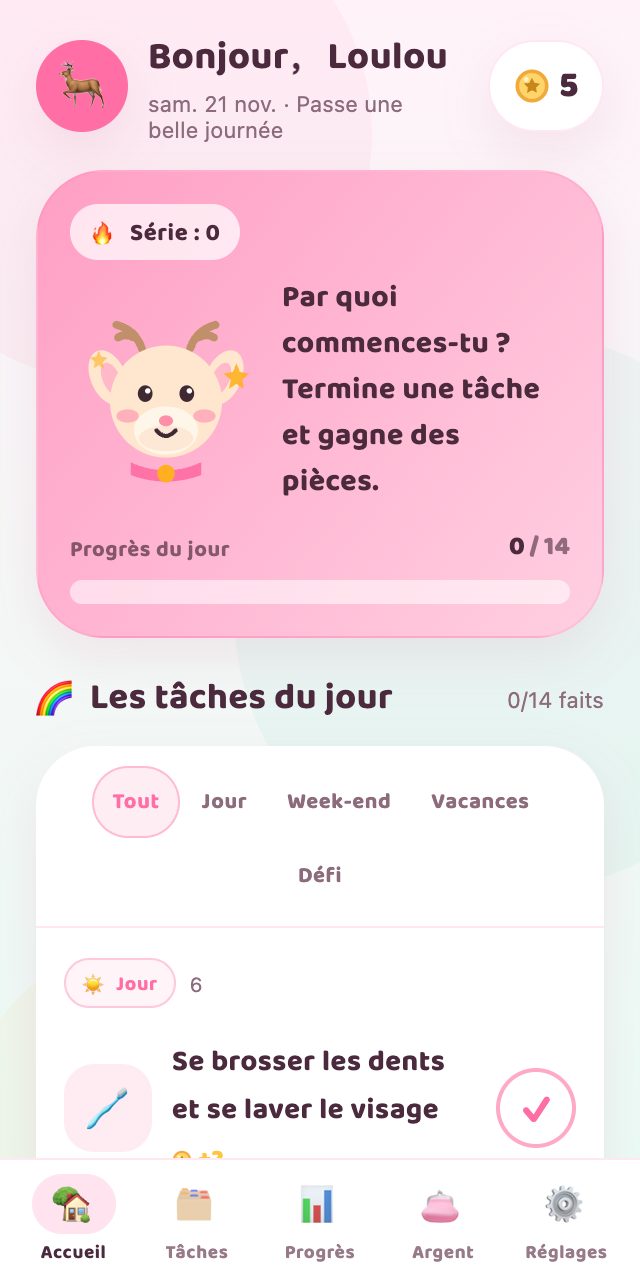 Bonjour, Loulou
sam. 21 nov. · Passe une
belle journée
5
Série : 0
Par quoi
commences-tu ?
Termine une tâche
et gagne des
pièces.
Progrès du jour
0 / 14
Les tâches du jour
0/14 faits
Tout
Jour
Week-end
Vacances
Défi
Jour
6
Se brosser les dents
et se laver le visage
Accueil
Tâches
Progrès
Argent
Réglages